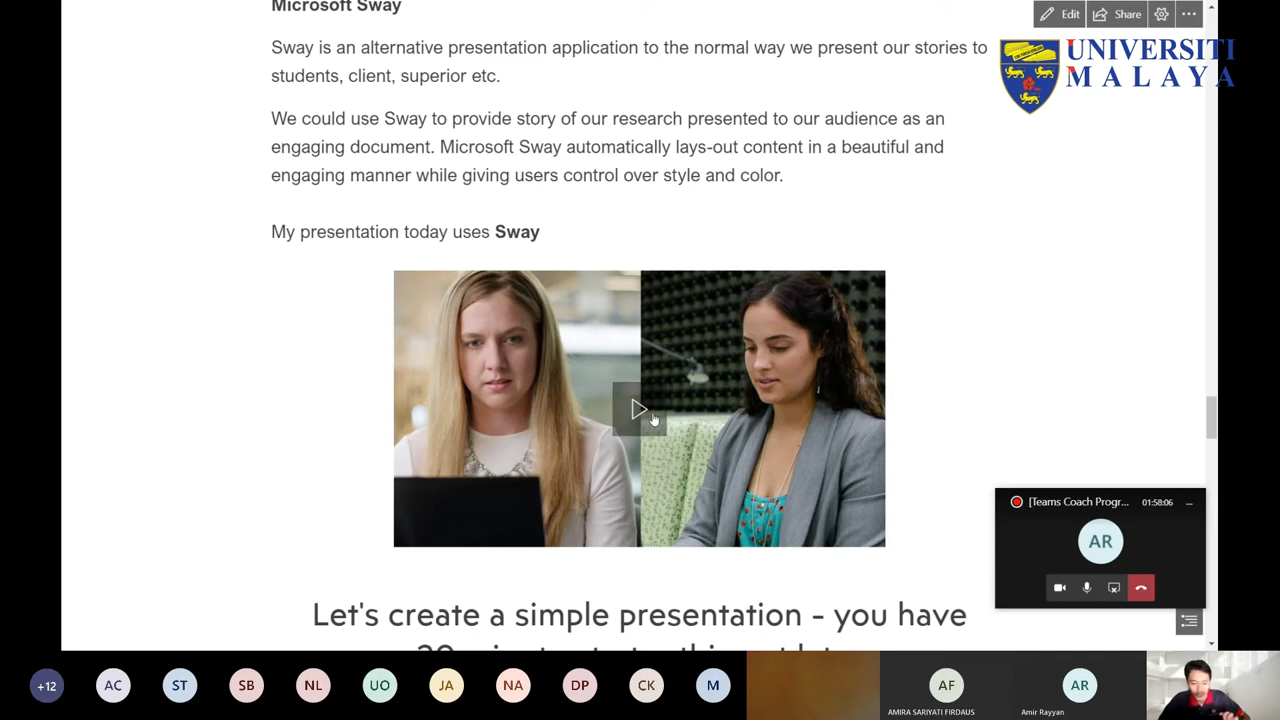 Microsoft Sway
Edit
Share
UNIVERSITI
MALAYA
Sway is an alternative presentation application to the normal way we present our stories to
students, client, superior etc.
We could use Sway to provide story of our research presented to our audience as an
engaging document. Microsoft Sway automatically lays-out content in a beautiful and
engaging manner while giving users control over style and color.
My presentation today uses Sway
[Teams Coach Progr...
01:58:06
AR
Let's create a simple presentation - you have
+12
AC
ST
SB
NL
UO
JA
NA
DP
CK
M
AF
AMIRA SARIYATI FIRDAUS
AR
Amir Rayyan